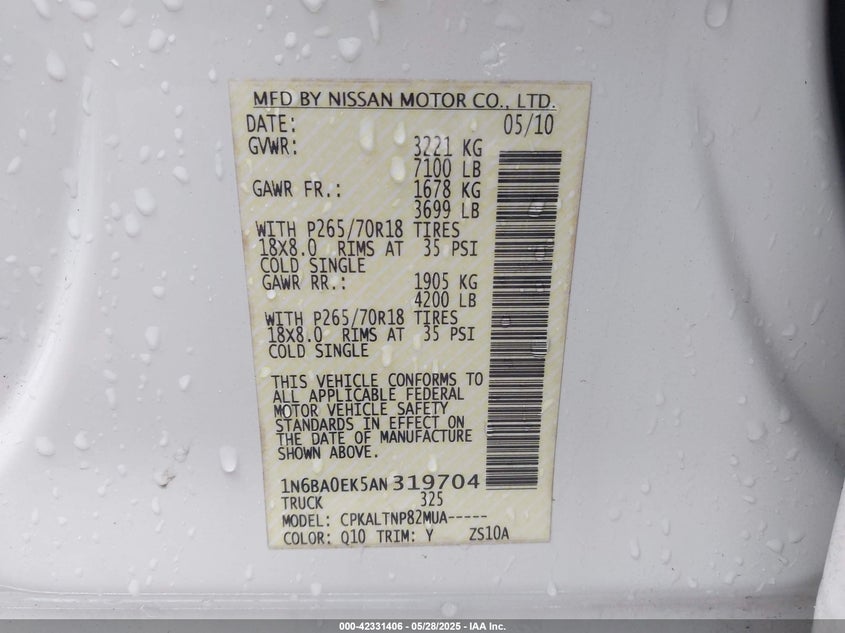 MFD BY NISSAN MOTOR CO., LTD.
DATE: 05/10
GVWR: 3221 KG
7100 LB
GAWR FR.: 1678 KG
3699 LB
WITH P265/70R18 TIRES
18X8.0 RIMS AT 35 PSI
COLD SINGLE
GAWR RR.: 1905 KG
4200 LB
WITH P265/70R18 TIRES
18X8.0 RIMS AT 35 PSI
COLD SINGLE
THIS VEHICLE CONFORMS TO
ALL APPLICABLE FEDERAL
MOTOR VEHICLE SAFETY
STANDARDS IN EFFECT ON
THE DATE OF MANUFACTURE
SHOWN ABOVE.
1N6BA0EK5AN319704
TRUCK 325
MODEL: CPKALTNP82MUA-----
COLOR: Q10 TRIM: Y ZS10A
000-42331406 - 05/28/2025 - IAA Inc.